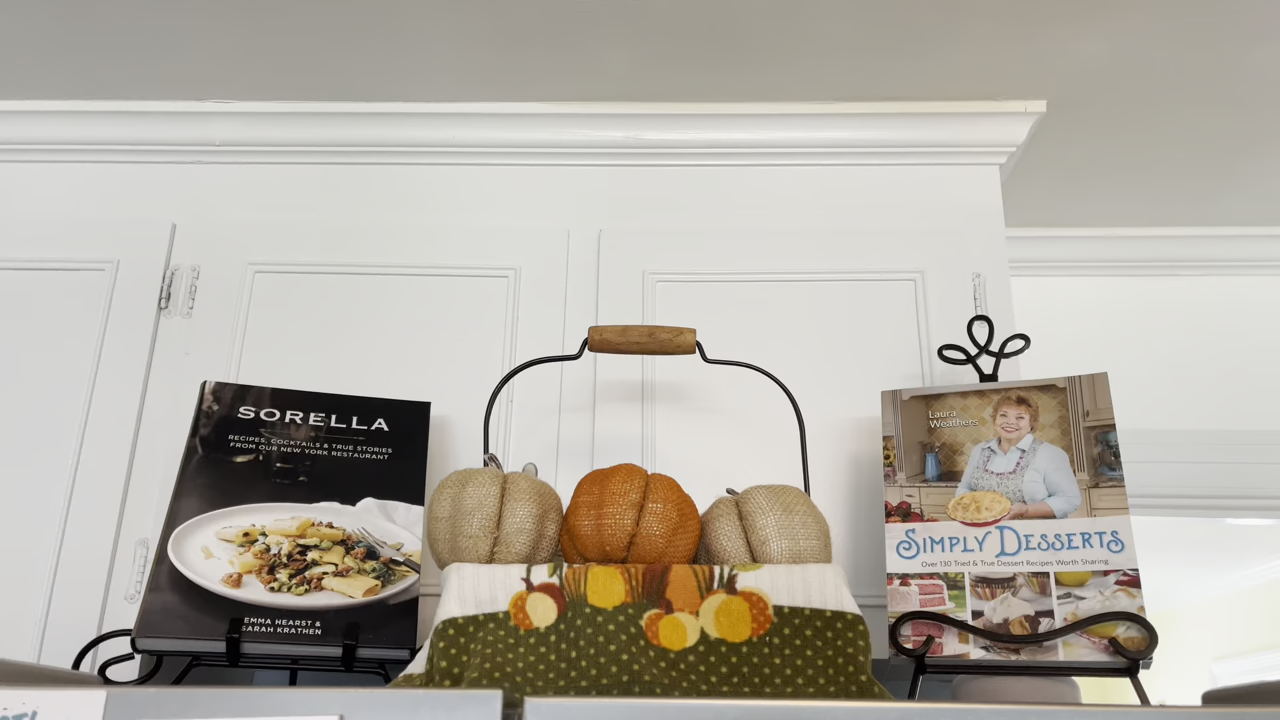 SORELLA
RECIPES, COCKTAILS & TRUE STORIES
FROM OUR NEW YORK RESTAURANT
EMMA HEARST &
SARAH KRATHEN
Laura
Weathers
SIMPLY DESSERTS
Over 130 Tried & True Dessert Recipes Worth Sharing